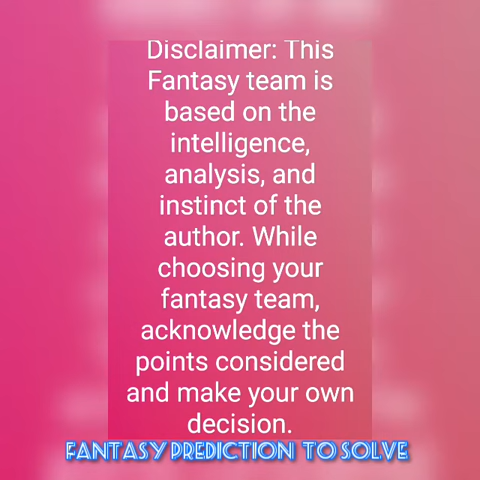 Disclaimer: This
Fantasy team is
based on the
intelligence,
analysis, and
instinct of the
author. While
choosing your
fantasy team,
acknowledge the
points considered
and make your own
decision.
FANTASY PREDICTION TO SOLVE